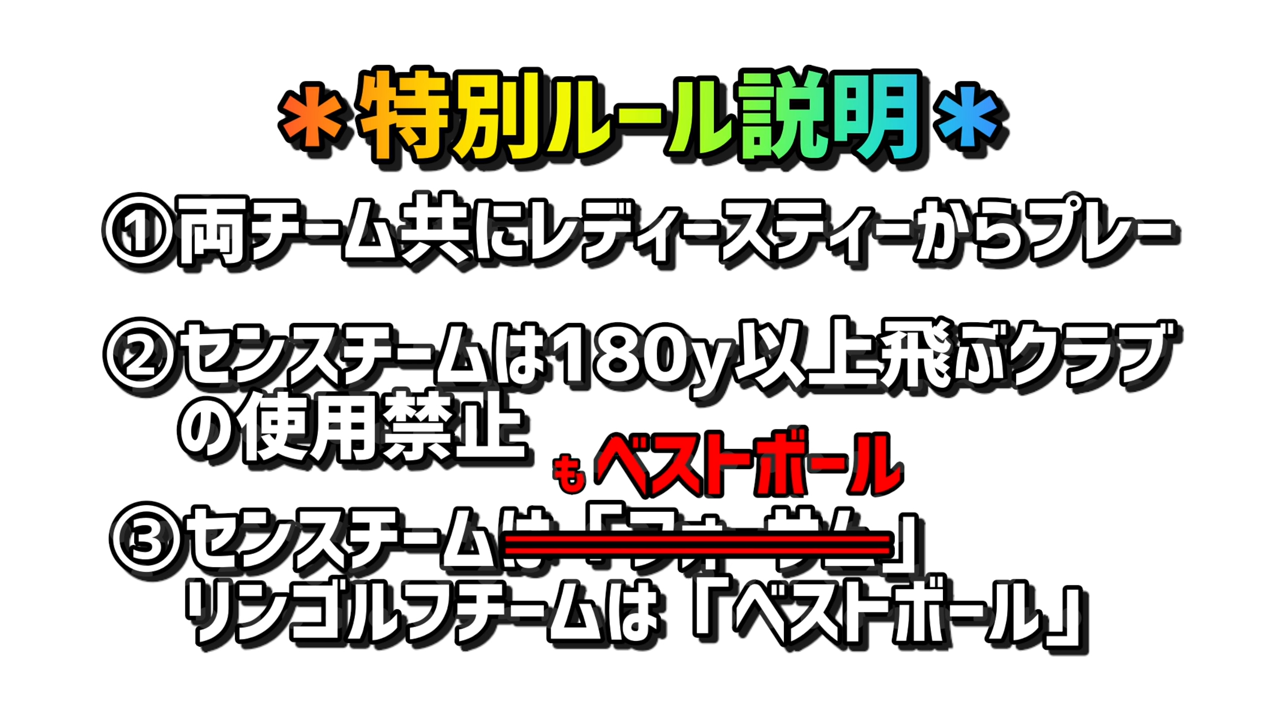 *特別ルール説明*
①両チーム共にレディースティーからプレー
②センスチームは180y以上飛ぶクラブ
の使用禁止
もベストボール
③センスチームは「フォーサム」
リンゴルフチームは「ベストボール」